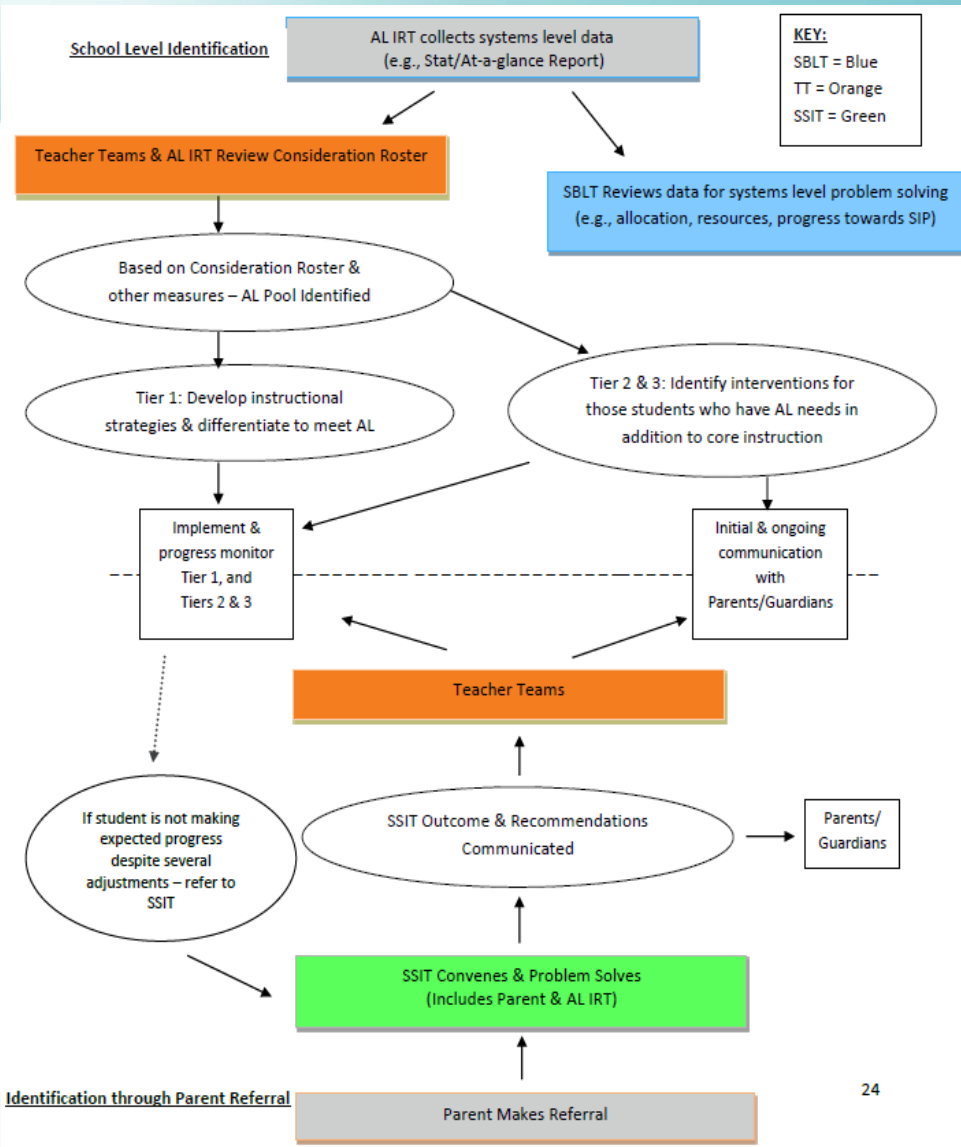 School Level Identification
AL IRT collects systems level data
(e.g., Stat/At-a-glance Report)
KEY:
SBLT = Blue
TT = Orange
SSIT = Green
Teacher Teams & AL IRT Review Consideration Roster
SBLT Reviews data for systems level problem solving
(e.g., allocation, resources, progress towards SIP)
Based on Consideration Roster &
other measures – AL Pool Identified
Tier 1: Develop instructional
strategies & differentiate to meet AL
Tier 2 & 3: Identify interventions for
those students who have AL needs in
addition to core instruction
Implement &
progress monitor
Tier 1, and
Tiers 2 & 3
Initial & ongoing
communication
with
Parents/Guardians
Teacher Teams
If student is not making
expected progress
despite several
adjustments – refer to
SSIT
SSIT Outcome & Recommendations
Communicated
Parents/
Guardians
SSIT Convenes & Problem Solves
(Includes Parent & AL IRT)
Identification through Parent Referral
Parent Makes Referral
24